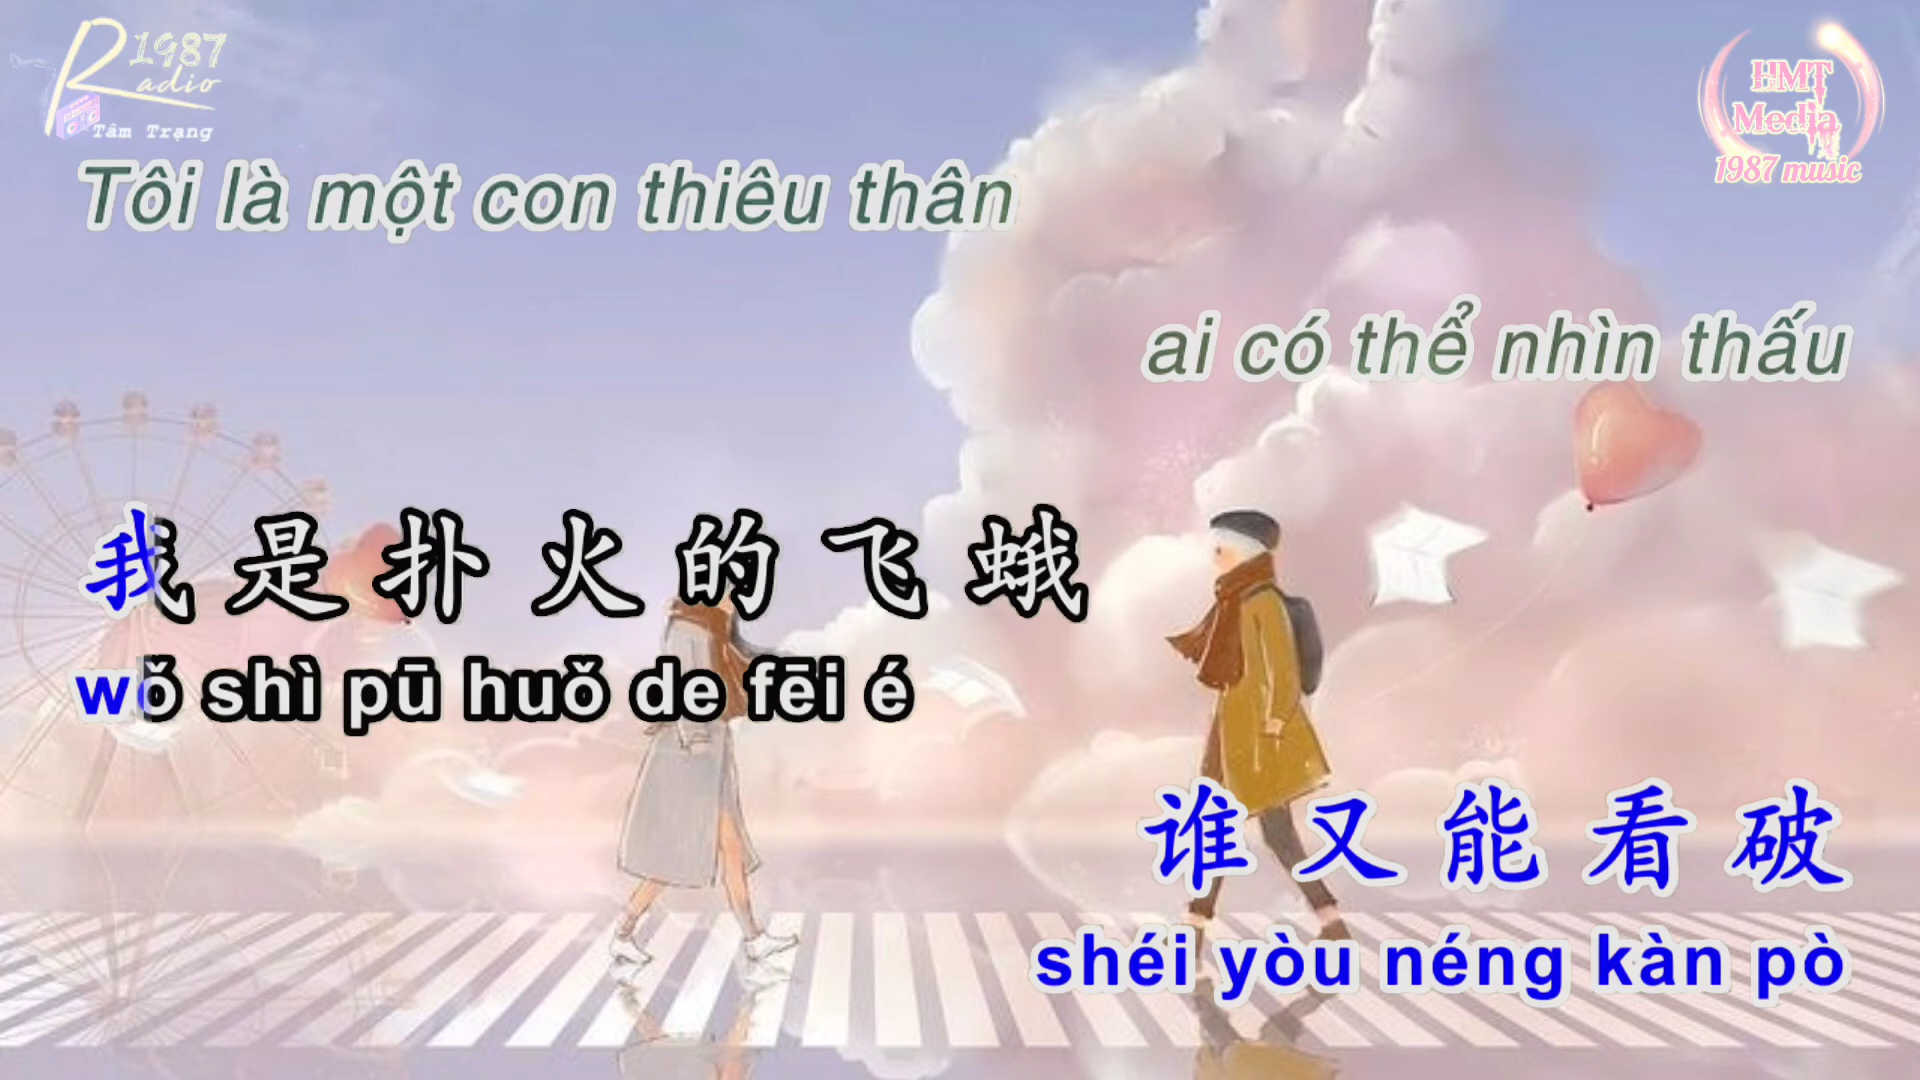 1987
Radio
Tâm Trạng
HMT
Media
1987 music
Tôi là một con thiêu thân
ai có thể nhìn thấu
我是扑火的飞蛾
wǒ shì pū huǒ de fēi é
谁又能看破
shéi yòu néng kàn pò